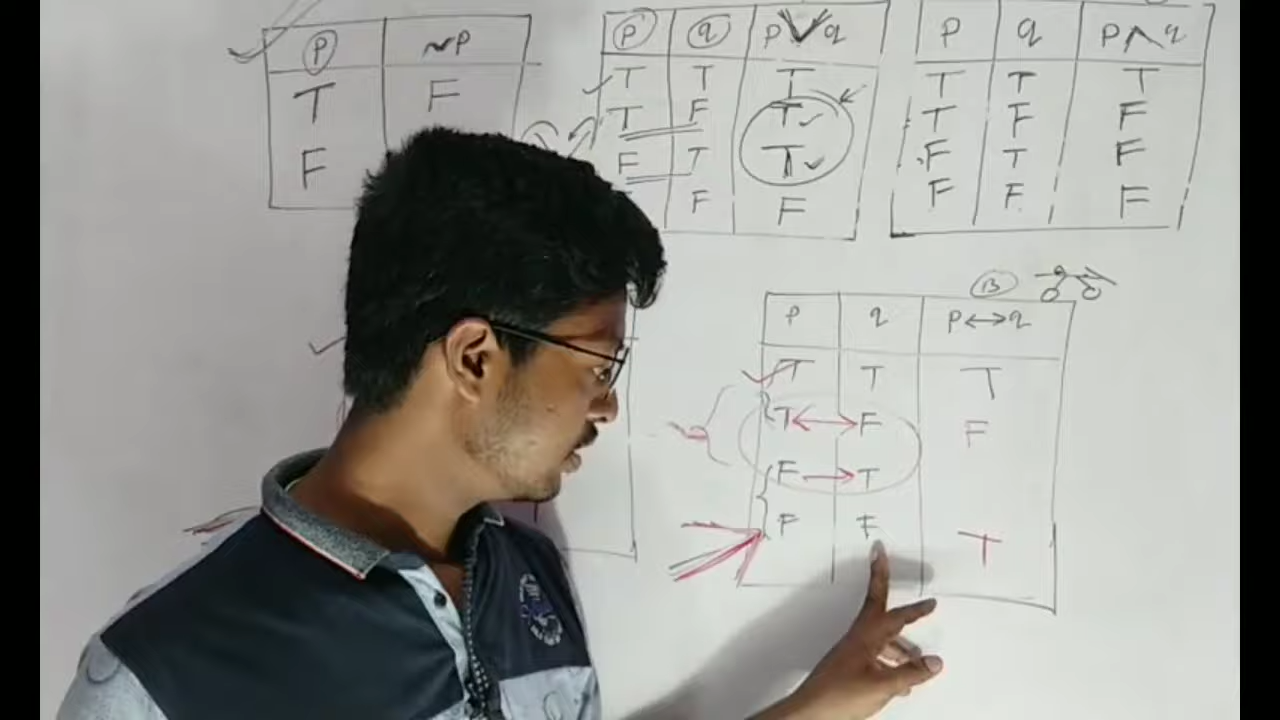 p ~p
T F
F
p q p∨q
T T T
T F T
F T T
F F
p q p∧q
T T T
T F F
F T F
F F F
B
p q p↔q
T T T
T F F
F T
F F T